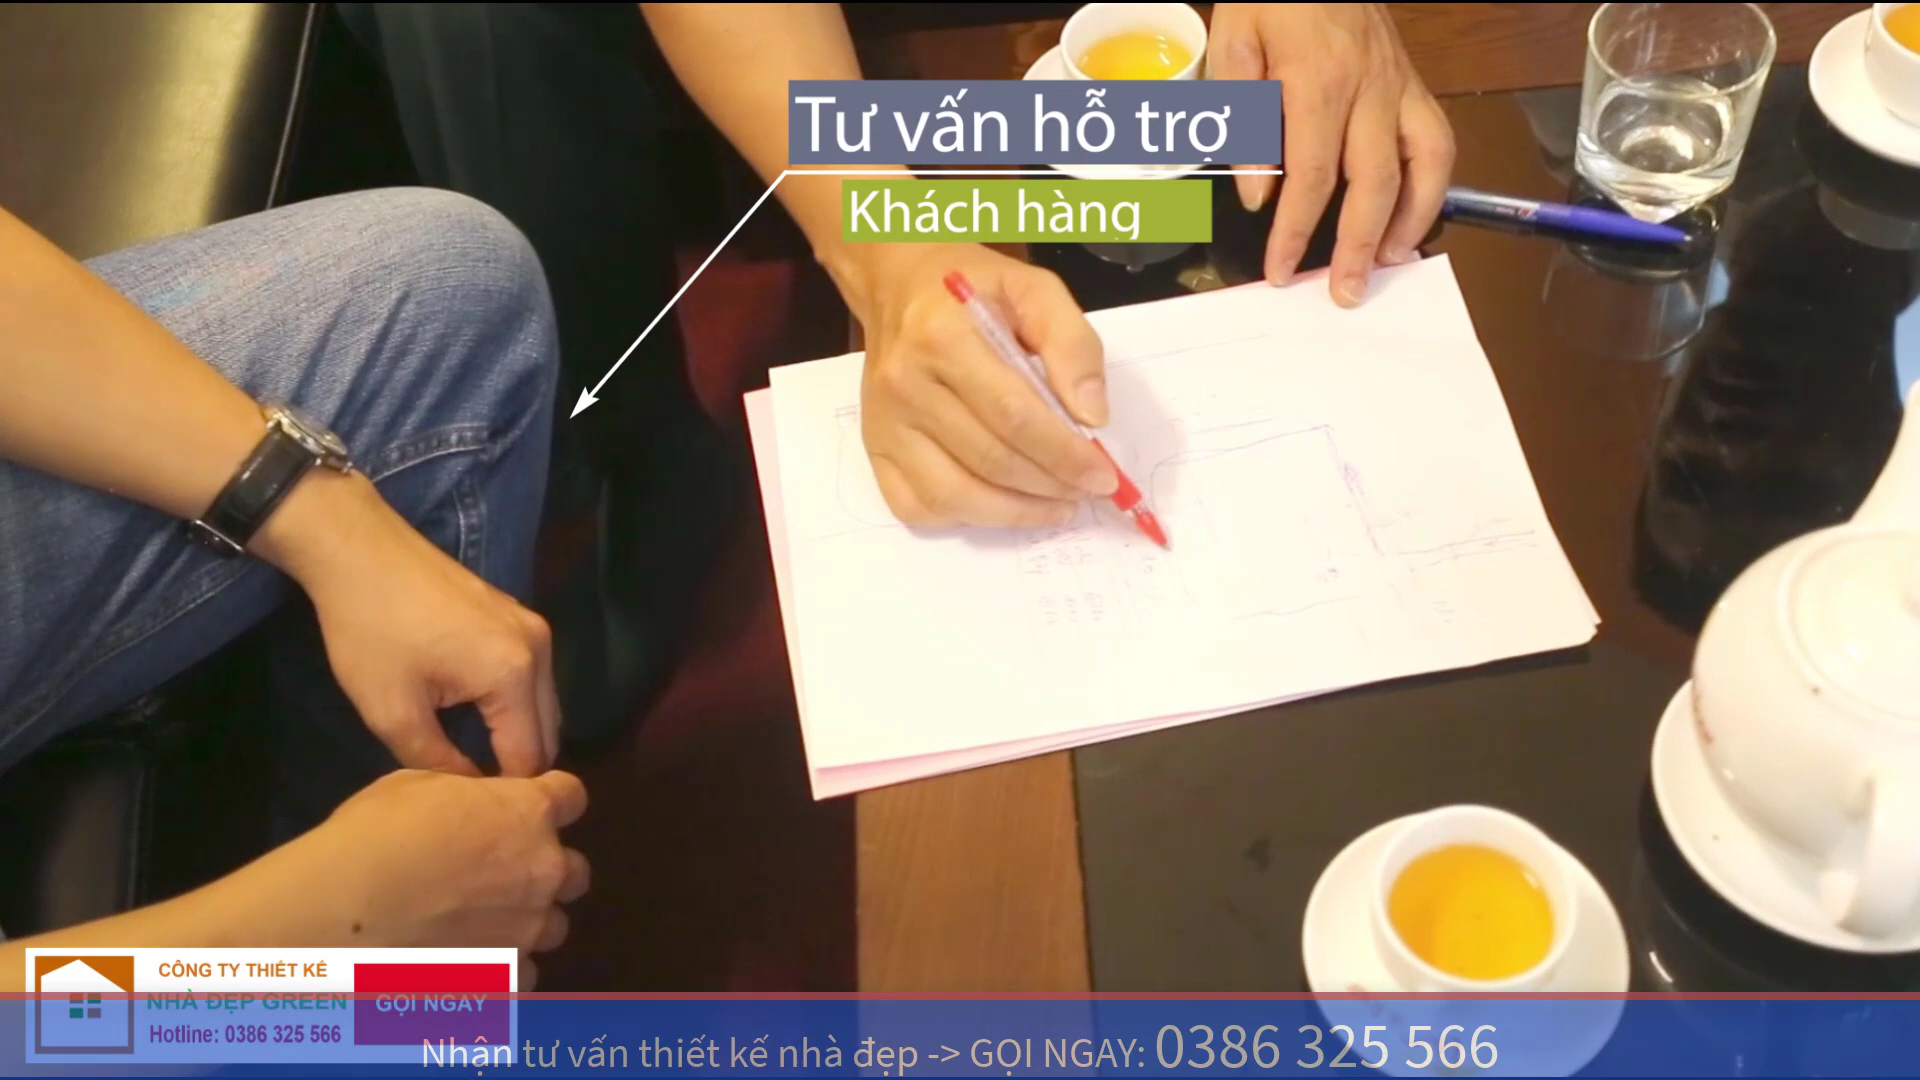 Tư vấn hỗ trợ
Khách hàng
CÔNG TY THIẾT KẾ
NHÀ ĐẸP GREEN
Hotline: 0386 325 566
GỌI NGAY
Nhận tư vấn thiết kế nhà đẹp -> GỌI NGAY: 0386 325 566